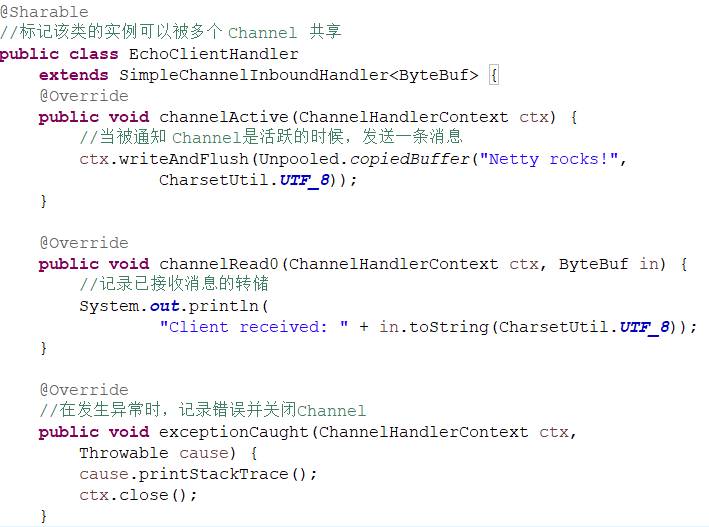 @Sharable
//标记该类的实例可以被多个 Channel 共享
public class EchoClientHandler
    extends SimpleChannelInboundHandler<ByteBuf> {
    @Override
    public void channelActive(ChannelHandlerContext ctx) {
        //当被通知 Channel是活跃的时候，发送一条消息
        ctx.writeAndFlush(Unpooled.copiedBuffer("Netty rocks!",
                CharsetUtil.UTF_8));
    }

    @Override
    public void channelRead0(ChannelHandlerContext ctx, ByteBuf in) {
        //记录已接收消息的转储
        System.out.println(
                "Client received: " + in.toString(CharsetUtil.UTF_8));
    }

    @Override
    //在发生异常时，记录错误并关闭Channel
    public void exceptionCaught(ChannelHandlerContext ctx,
        Throwable cause) {
        cause.printStackTrace();
        ctx.close();
    }